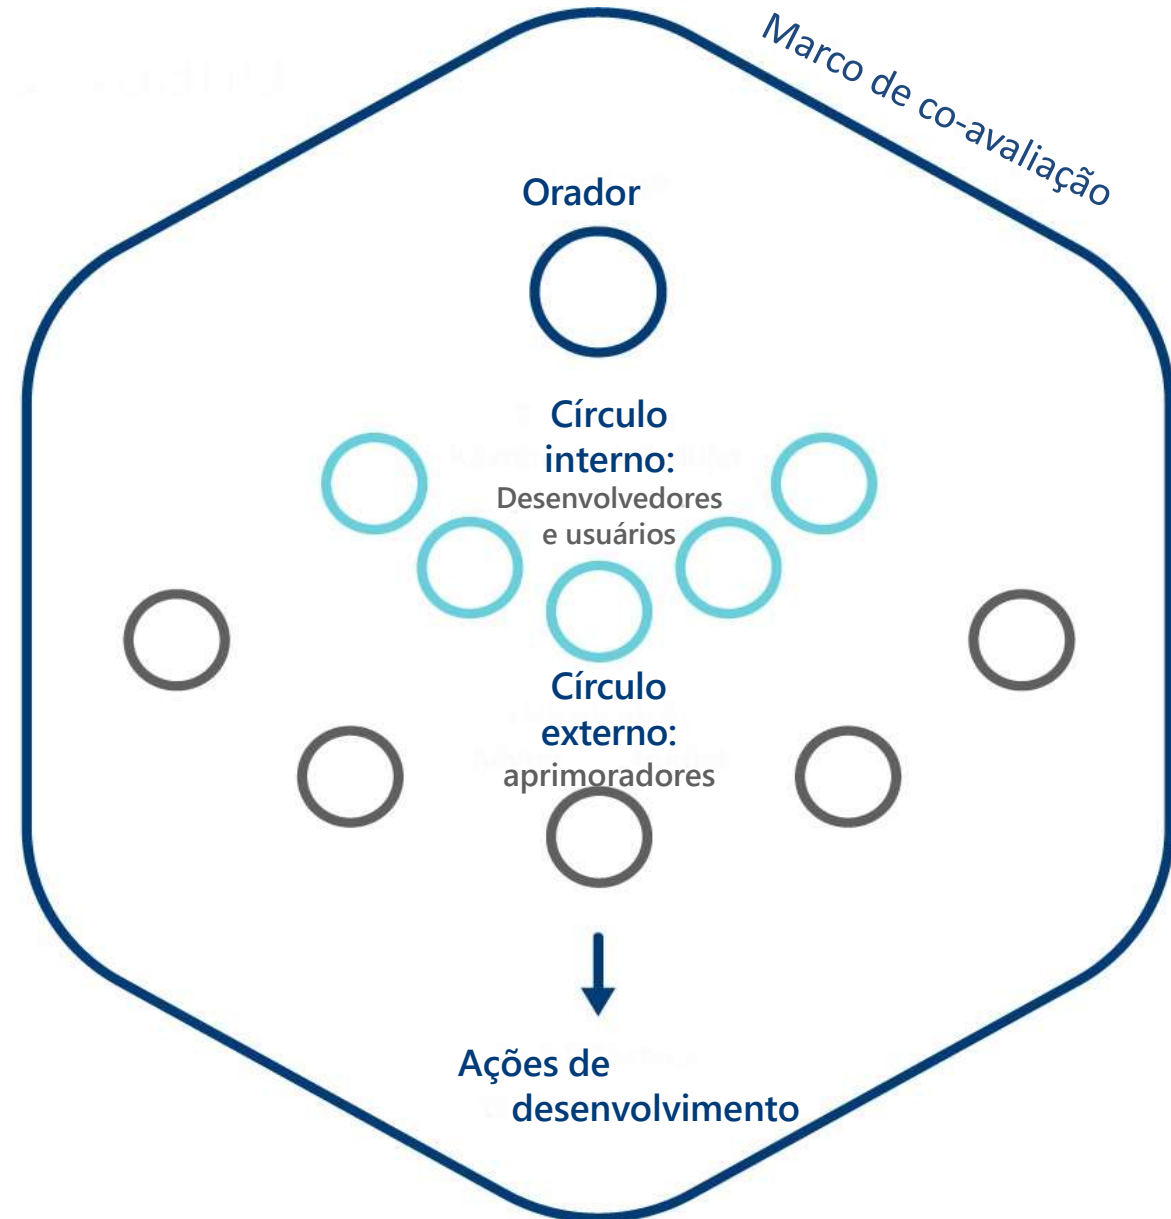 Marco de co-avaliação
Orador
Círculo
interno:
Desenvolvedores
e usuários
Círculo
externo:
aprimoradores
Ações de
desenvolvimento